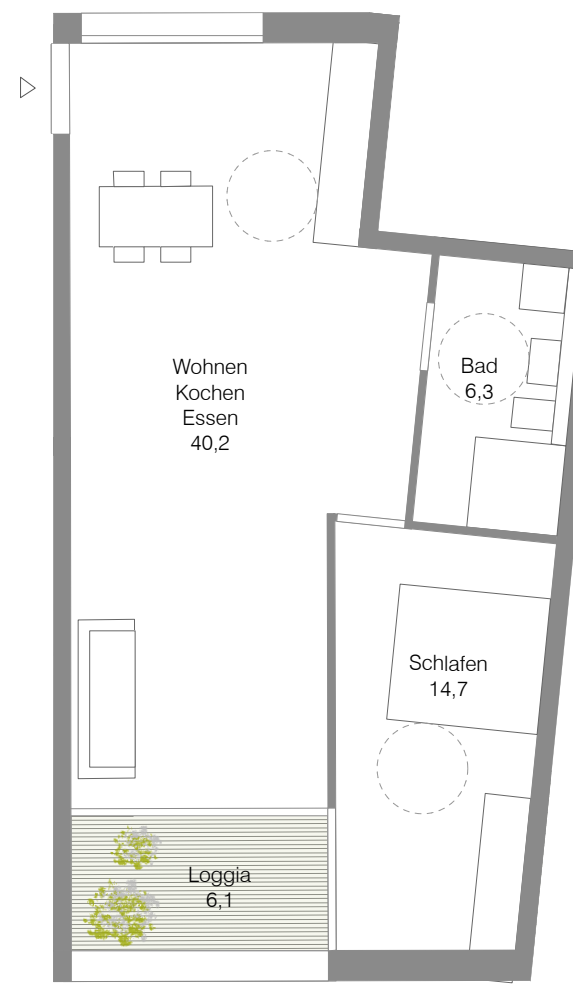 Wohnen
Kochen
Essen
40,2
Bad
6,3
Schlafen
14,7
Loggia
6,1